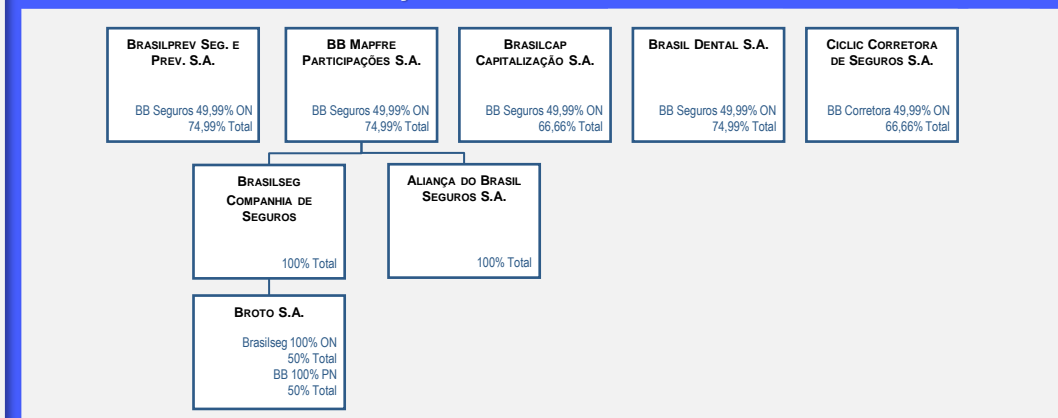 BRASILPREV SEG. E
PREV. S.A.
BB Seguros 49,99% ON
74,99% Total
BB MAPFRE
PARTICIPAÇÕES S.A.
BB Seguros 49,99% ON
74,99% Total
BRASILCAP
CAPITALIZAÇÃO S.A.
BB Seguros 49,99% ON
66,66% Total
BRASIL DENTAL S.A.
BB Seguros 49,99% ON
74,99% Total
CICLIC CORRETORA
DE SEGUROS S.A.
BB Corretora 49,99% ON
66,66% Total
BRASILSEG
COMPANHIA DE
SEGUROS
100% Total
ALIANÇA DO BRASIL
SEGUROS S.A.
100% Total
BROTO S.A.
Brasilseg 100% ON
50% Total
BB 100% PN
50% Total